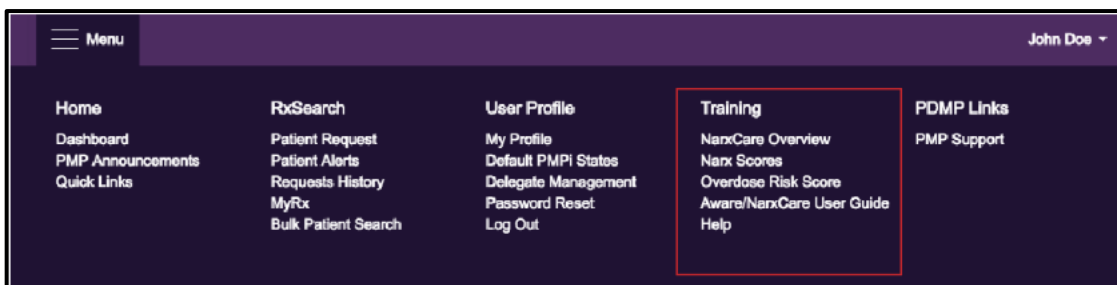 Menu
John Doe
Home
Dashboard
PMP Announcements
Quick Links
RxSearch
Patient Request
Patient Alerts
Requests History
MyRx
Bulk Patient Search
User Profile
My Profile
Default PMPi States
Delegate Management
Password Reset
Log Out
Training
NarxCare Overview
Narx Scores
Overdose Risk Score
Aware/NarxCare User Guide
Help
PDMP Links
PMP Support